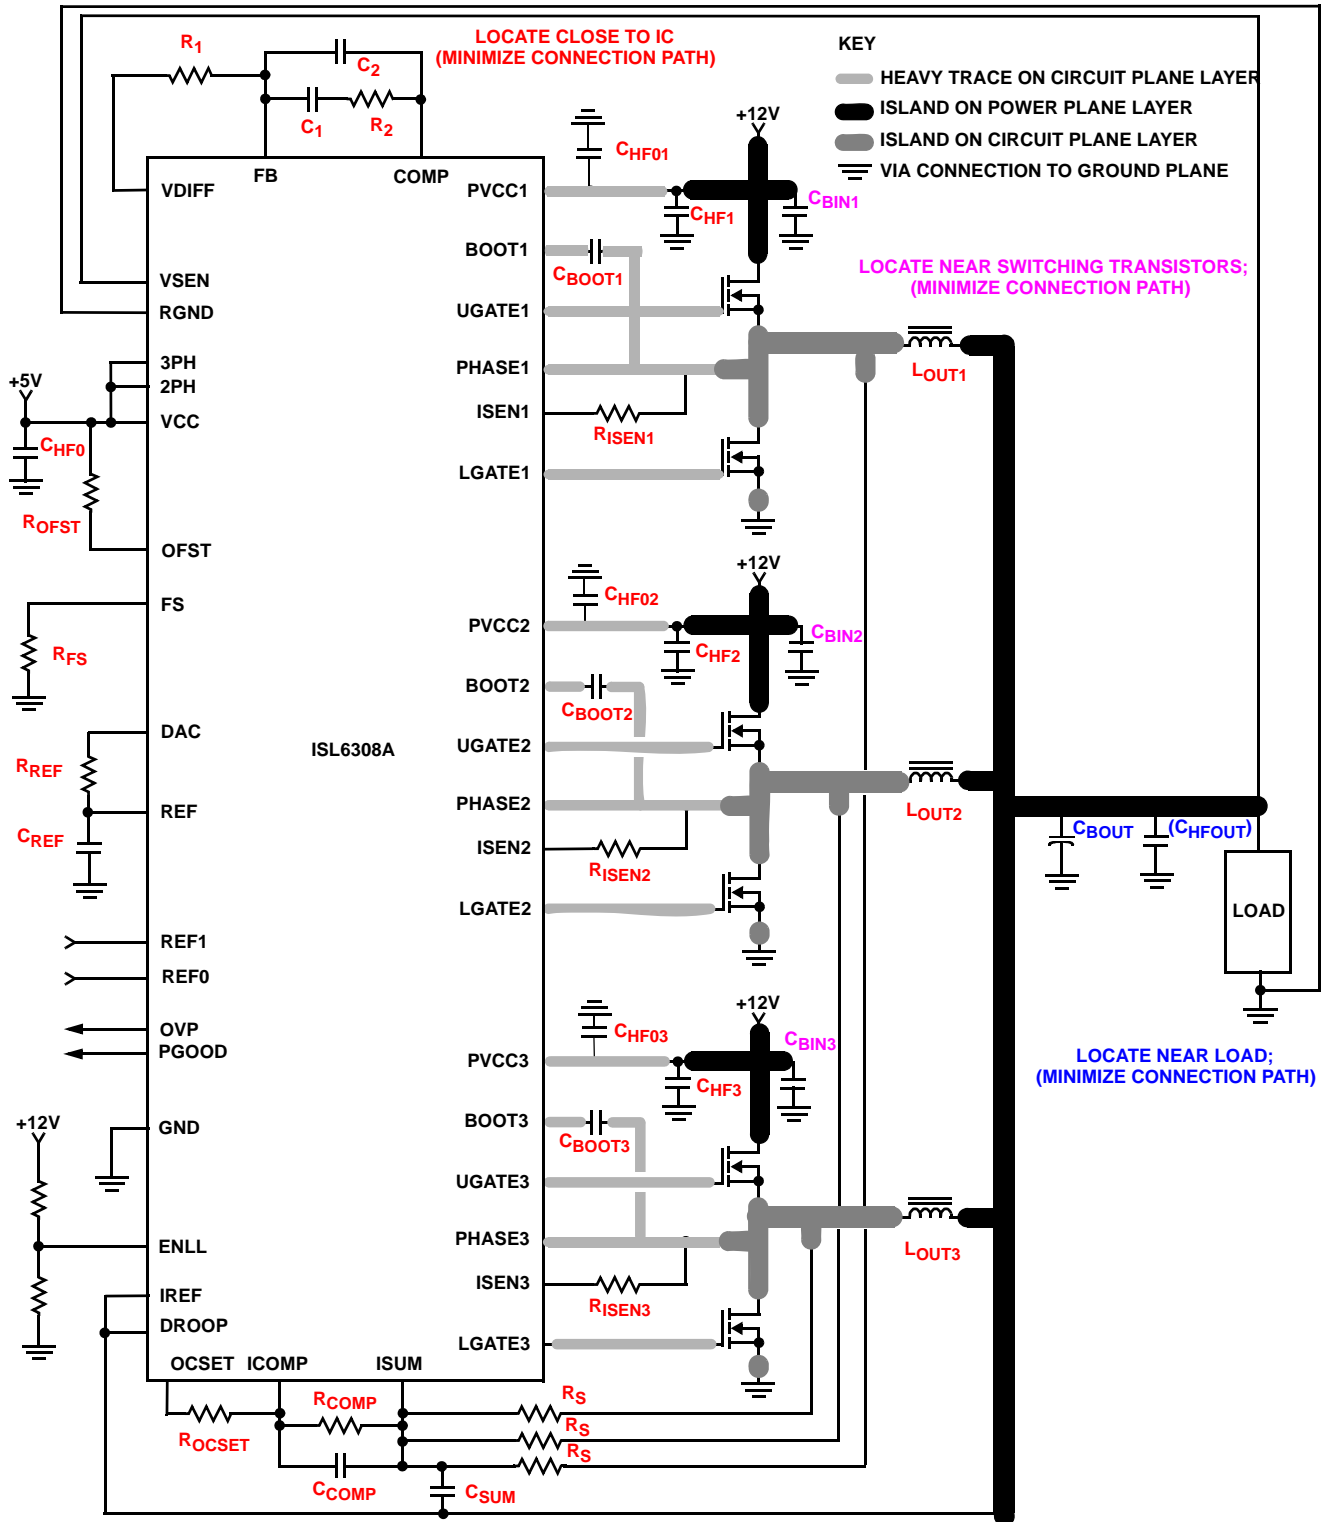 R1
C2
C1
R2
LOCATE CLOSE TO IC
(MINIMIZE CONNECTION PATH)
KEY
HEAVY TRACE ON CIRCUIT PLANE LAYER
ISLAND ON POWER PLANE LAYER
ISLAND ON CIRCUIT PLANE LAYER
VIA CONNECTION TO GROUND PLANE
FB
COMP
VDIFF
VSEN
RGND
3PH
2PH
+5V
VCC
CHF0
ROFST
OFST
FS
RFS
DAC
RREF
REF
CREF
REF1
REF0
OVP
PGOOD
+12V
GND
ENLL
IREF
DROOP
OCSET
ICOMP
ISUM
ISL6308A
PVCC1
BOOT1
UGATE1
PHASE1
ISEN1
LGATE1
CHF01
CHF1
+12V
CBIN1
CBOOT1
RISEN1
LOCATE NEAR SWITCHING TRANSISTORS;
(MINIMIZE CONNECTION PATH)
LOUT1
PVCC2
BOOT2
UGATE2
PHASE2
ISEN2
LGATE2
CHF02
CHF2
+12V
CBIN2
CBOOT2
RISEN2
LOUT2
CBOUT
(CHFOUT)
LOAD
PVCC3
BOOT3
UGATE3
PHASE3
ISEN3
LGATE3
CHF03
CHF3
+12V
CBIN3
CBOOT3
RISEN3
LOUT3
LOCATE NEAR LOAD;
(MINIMIZE CONNECTION PATH)
ROCSET
RCOMP
CCOMP
CSUM
RS
RS
RS